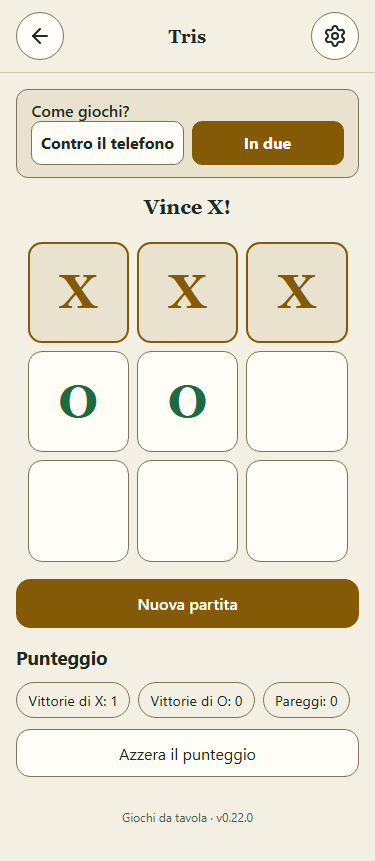 Tris
Come giochi?
Contro il telefono In due
Vince X!
X X X
O O
Nuova partita
Punteggio
Vittorie di X: 1 Vittorie di O: 0 Pareggi: 0
Azzera il punteggio
Giochi da tavola · v0.22.0